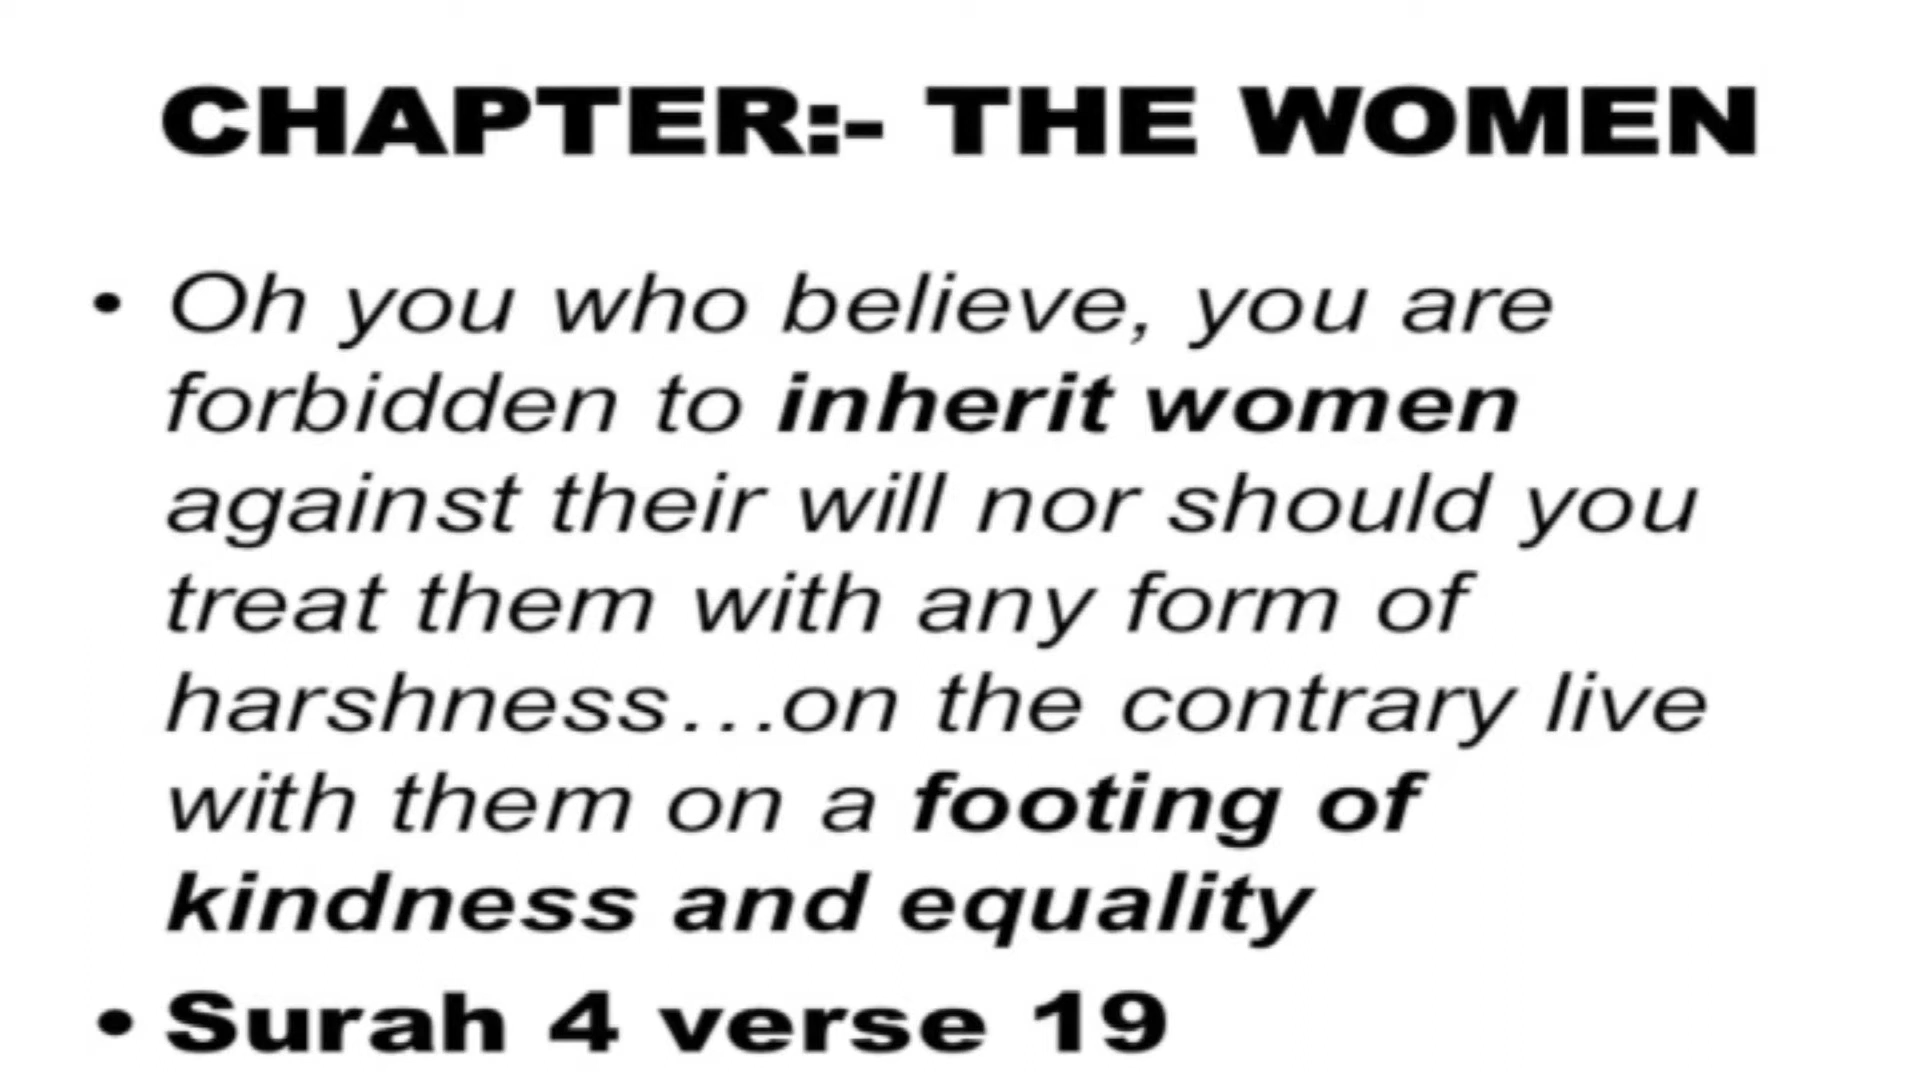 CHAPTER:- THE WOMEN
• Oh you who believe, you are
forbidden to inherit women
against their will nor should you
treat them with any form of
harshness...on the contrary live
with them on a footing of
kindness and equality
• Surah 4 verse 19